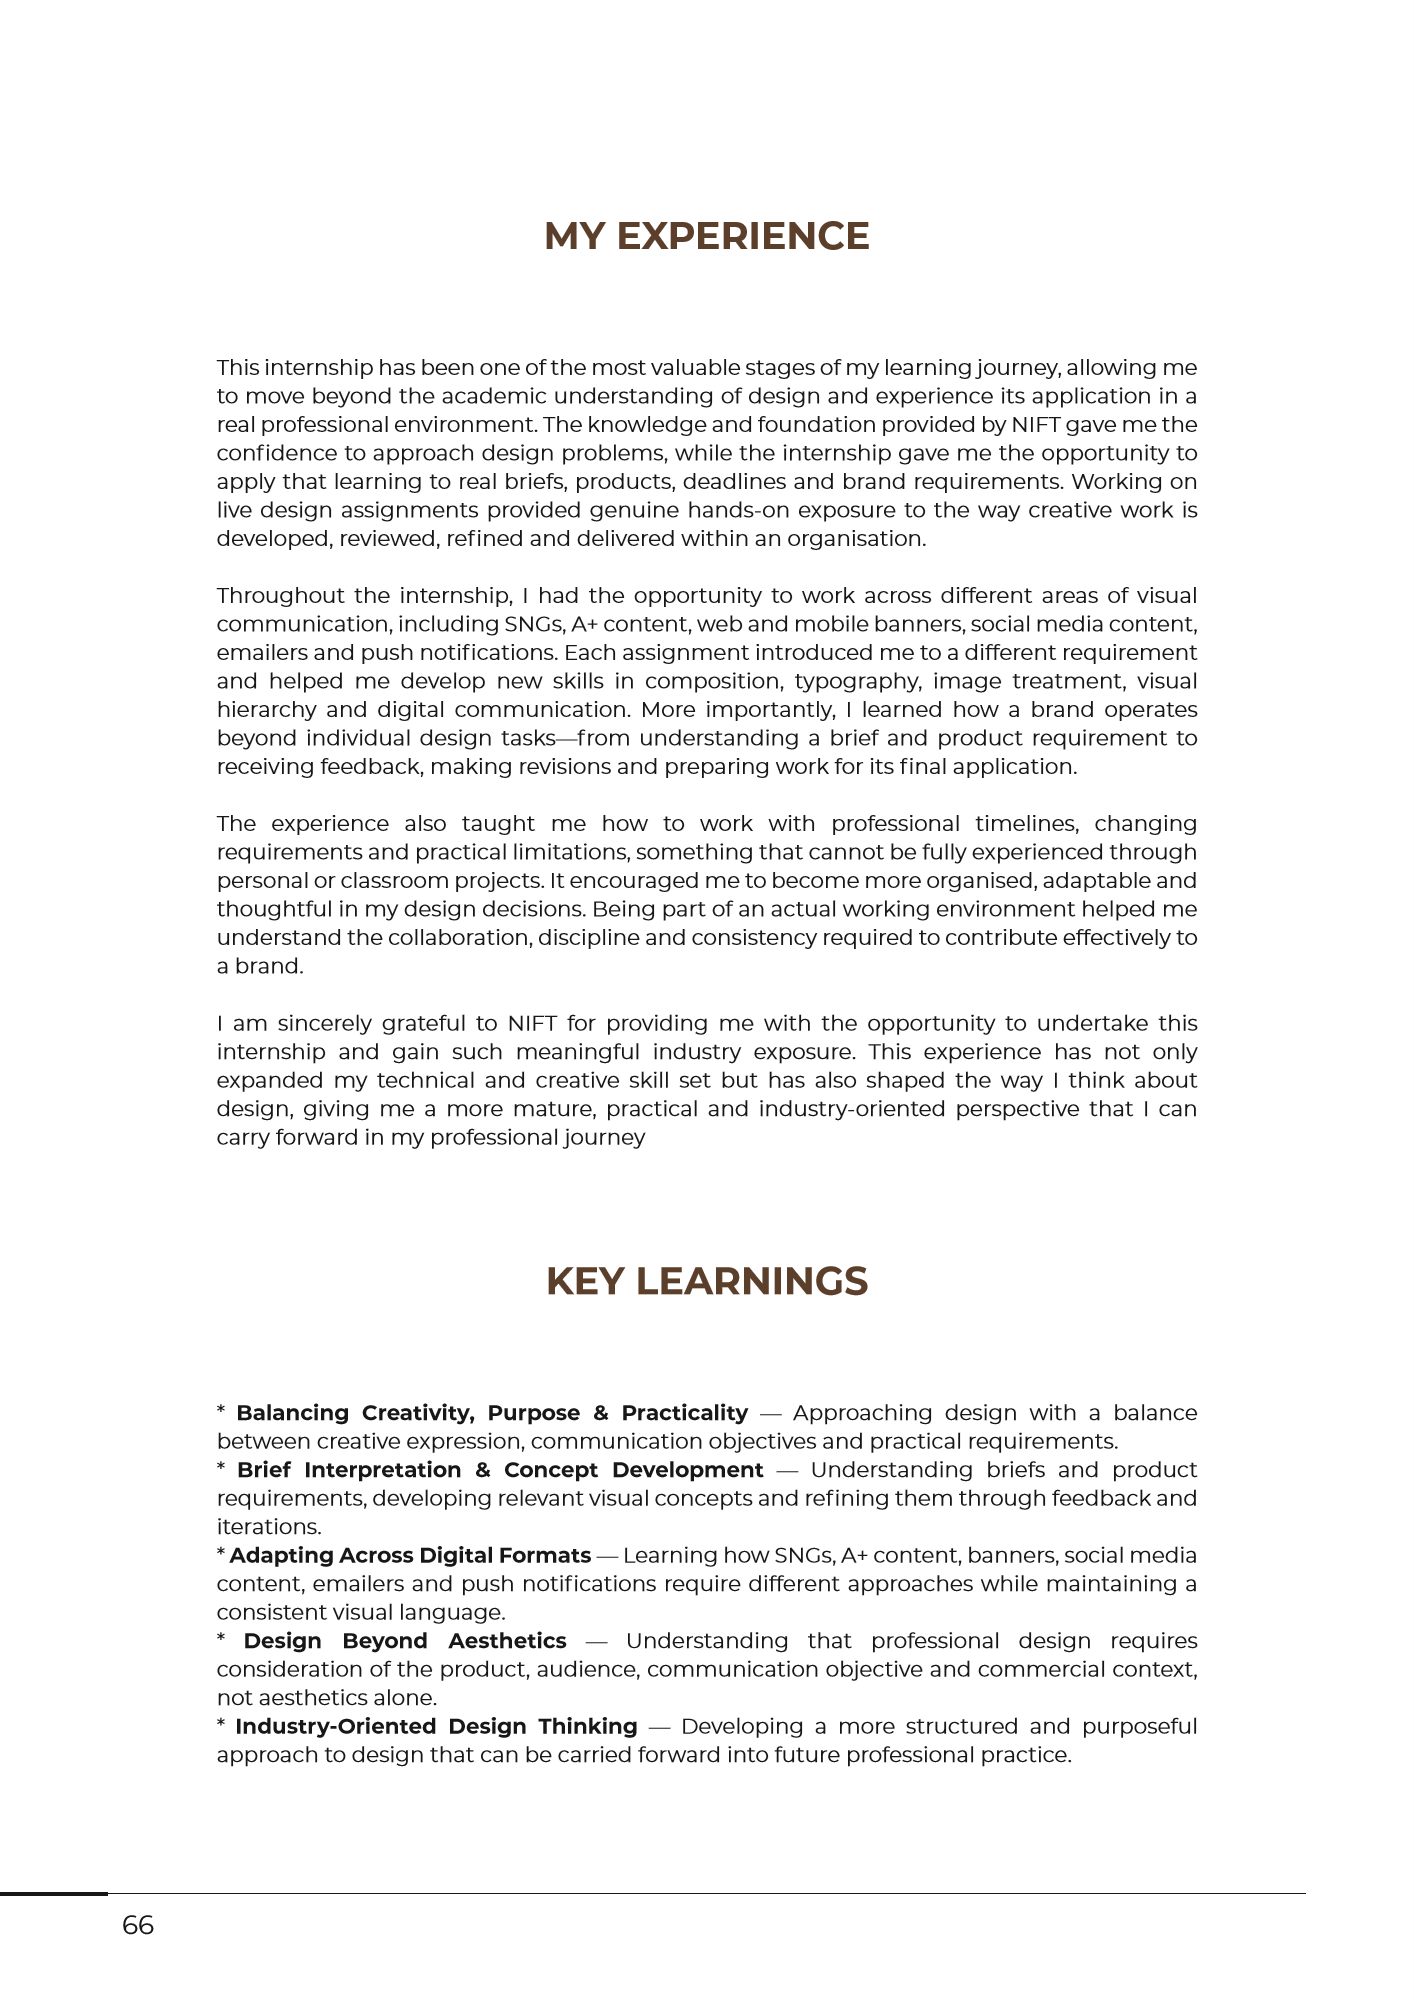 MY EXPERIENCE
This internship has been one of the most valuable stages of my learning journey, allowing me
to move beyond the academic understanding of design and experience its application in a
real professional environment. The knowledge and foundation provided by NIFT gave me the
confidence to approach design problems, while the internship gave me the opportunity to
apply that learning to real briefs, products, deadlines and brand requirements. Working on
live design assignments provided genuine hands-on exposure to the way creative work is
developed, reviewed, refined and delivered within an organisation.
Throughout the internship, I had the opportunity to work across different areas of visual
communication, including SNGs, A+ content, web and mobile banners, social media content,
emailers and push notifications. Each assignment introduced me to a different requirement
and helped me develop new skills in composition, typography, image treatment, visual
hierarchy and digital communication. More importantly, I learned how a brand operates
beyond individual design tasks—from understanding a brief and product requirement to
receiving feedback, making revisions and preparing work for its final application.
The experience also taught me how to work with professional timelines, changing
requirements and practical limitations, something that cannot be fully experienced through
personal or classroom projects. It encouraged me to become more organised, adaptable and
thoughtful in my design decisions. Being part of an actual working environment helped me
understand the collaboration, discipline and consistency required to contribute effectively to
a brand.
I am sincerely grateful to NIFT for providing me with the opportunity to undertake this
internship and gain such meaningful industry exposure. This experience has not only
expanded my technical and creative skill set but has also shaped the way I think about
design, giving me a more mature, practical and industry-oriented perspective that I can
carry forward in my professional journey
KEY LEARNINGS
* Balancing Creativity, Purpose & Practicality — Approaching design with a balance
between creative expression, communication objectives and practical requirements.
* Brief Interpretation & Concept Development — Understanding briefs and product
requirements, developing relevant visual concepts and refining them through feedback and
iterations.
* Adapting Across Digital Formats — Learning how SNGs, A+ content, banners, social media
content, emailers and push notifications require different approaches while maintaining a
consistent visual language.
* Design Beyond Aesthetics — Understanding that professional design requires
consideration of the product, audience, communication objective and commercial context,
not aesthetics alone.
* Industry-Oriented Design Thinking — Developing a more structured and purposeful
approach to design that can be carried forward into future professional practice.
66